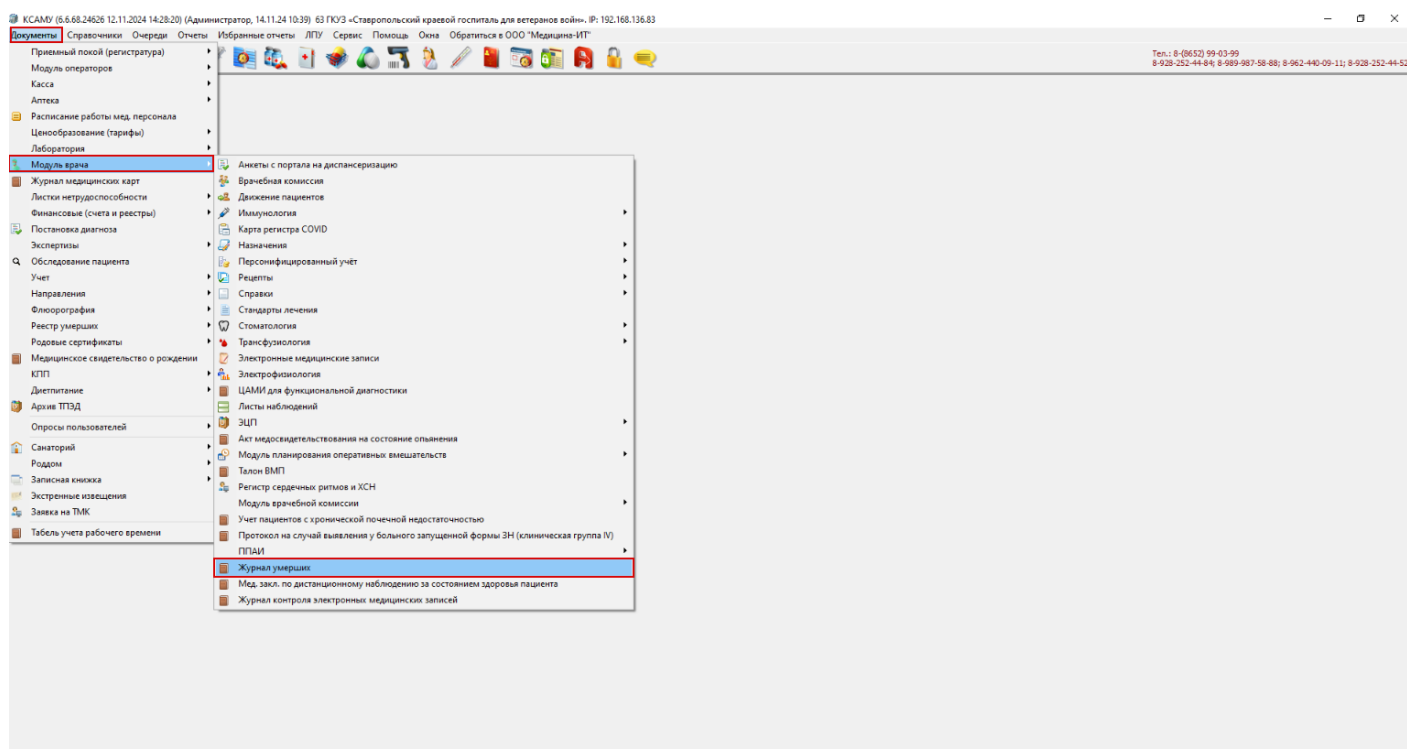 КСАМУ (6.6.68.24626 12.11.2024 14:28:20) (Администратор, 14.11.24 10:39) 63 ГКУЗ «Ставропольский краевой госпиталь для ветеранов войн». IP: 192.168.136.83
Документы Справочники Очереди Отчеты Избранные отчеты ЛПУ Сервис Помощь Окна Обратиться в ООО "Медицина-ИТ"
Тел.: 8-(8652) 99-03-99
8-928-252-44-84; 8-989-987-58-88; 8-962-440-09-11; 8-928-252-44-52
Приемный покой (регистратура)
Модуль операторов
Касса
Аптека
Расписание работы мед. персонала
Ценообразование (тарифы)
Лаборатория
Модуль врача
Журнал медицинских карт
Листки нетрудоспособности
Финансовые (счета и реестры)
Постановка диагноза
Экспертизы
Обследование пациента
Учет
Направления
Флюорография
Реестр умерших
Родовые сертификаты
Медицинское свидетельство о рождении
КПП
Диетпитание
Архив ТПЭД
Опросы пользователей
Санаторий
Роддом
Записная книжка
Экстренные извещения
Заявка на ТМК
Табель учета рабочего времени
Анкеты с портала на диспансеризацию
Врачебная комиссия
Движение пациентов
Иммунология
Карта регистра COVID
Назначения
Персонифицированный учёт
Рецепты
Справки
Стандарты лечения
Стоматология
Трансфузиология
Электронные медицинские записи
Электрофизиология
ЦАМИ для функциональной диагностики
Листы наблюдений
ЭЦП
Акт медосвидетельствования на состояние опьянения
Модуль планирования оперативных вмешательств
Талон ВМП
Регистр сердечных ритмов и ХСН
Модуль врачебной комиссии
Учет пациентов с хронической почечной недостаточностью
Протокол на случай выявления у больного запущенной формы ЗН (клиническая группа IV)
ППАИ
Журнал умерших
Мед. закл. по дистанционному наблюдению за состоянием здоровья пациента
Журнал контроля электронных медицинских записей